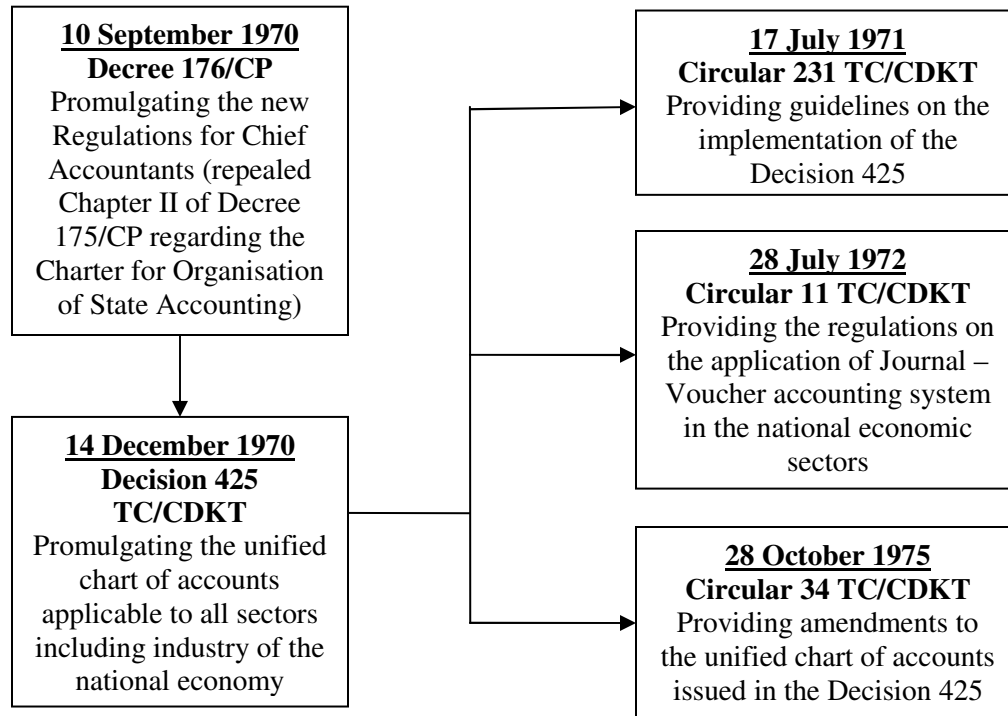 10 September 1970
Decree 176/CP
Promulgating the new
Regulations for Chief
Accountants (repealed
Chapter II of Decree
175/CP regarding the
Charter for Organisation
of State Accounting)
14 December 1970
Decision 425
TC/CDKT
Promulgating the unified
chart of accounts
applicable to all sectors
including industry of the
national economy
17 July 1971
Circular 231 TC/CDKT
Providing guidelines on the
implementation of the
Decision 425
28 July 1972
Circular 11 TC/CDKT
Providing the regulations on
the application of Journal –
Voucher accounting system
in the national economic
sectors
28 October 1975
Circular 34 TC/CDKT
Providing amendments to
the unified chart of accounts
issued in the Decision 425